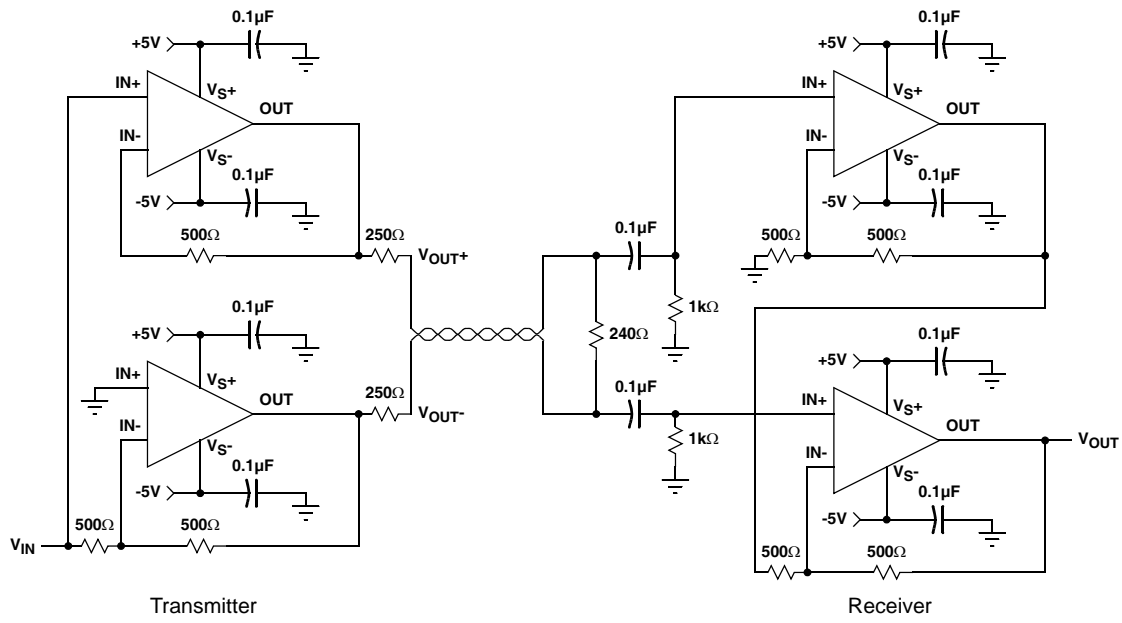 0.1µF
+5V
IN+
VS+
OUT
IN-
VS-
0.1µF
-5V
500Ω
250Ω
VOUT+
0.1µF
+5V
IN+
VS+
OUT
250Ω
VOUT-
IN-
VS-
0.1µF
-5V
500Ω
500Ω
VIN
Transmitter
0.1µF
1kΩ
240Ω
0.1µF
1kΩ
0.1µF
+5V
IN+
VS+
OUT
IN-
VS-
0.1µF
-5V
500Ω
500Ω
0.1µF
+5V
IN+
VS+
OUT
VOUT
IN-
VS-
0.1µF
-5V
500Ω
500Ω
Receiver